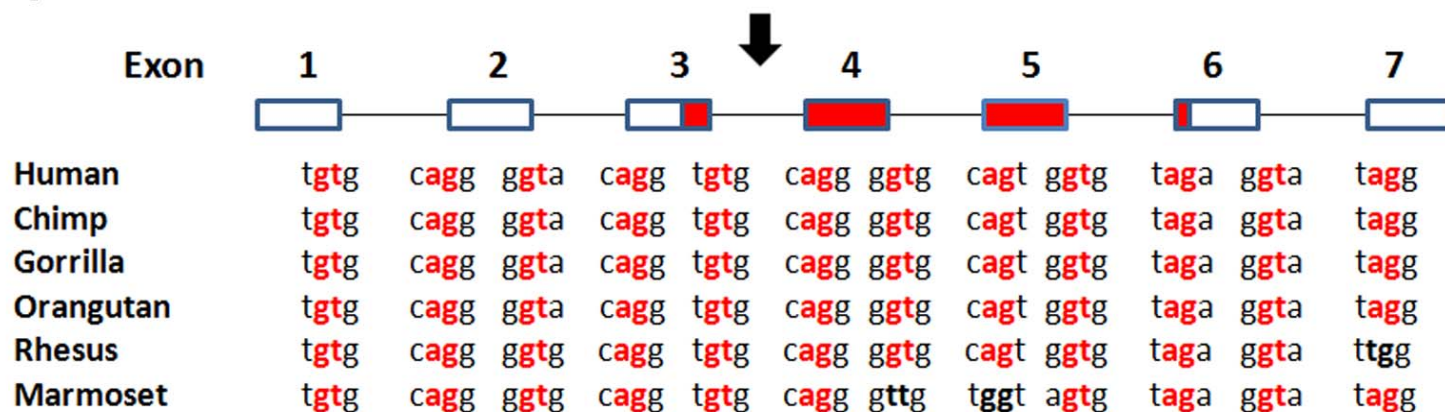 Exon 1 2 3 4 5 6 7
Human tgtg cagg ggta cagg tgtg cagg ggtg cagt ggtg taga ggta tagg
Chimp tgtg cagg ggta cagg tgtg cagg ggtg cagt ggtg taga ggta tagg
Gorrilla tgtg cagg ggta cagg tgtg cagg ggtg cagt ggtg taga ggta tagg
Orangutan tgtg cagg ggta cagg tgtg cagg ggtg cagt ggtg taga ggta tagg
Rhesus tgtg cagg ggtg cagg tgtg cagg ggtg cagt ggtg taga ggta ttgg
Marmoset tgtg cagg ggtg cagg tgtg cagg gttg tggt agtg taga ggta tagg